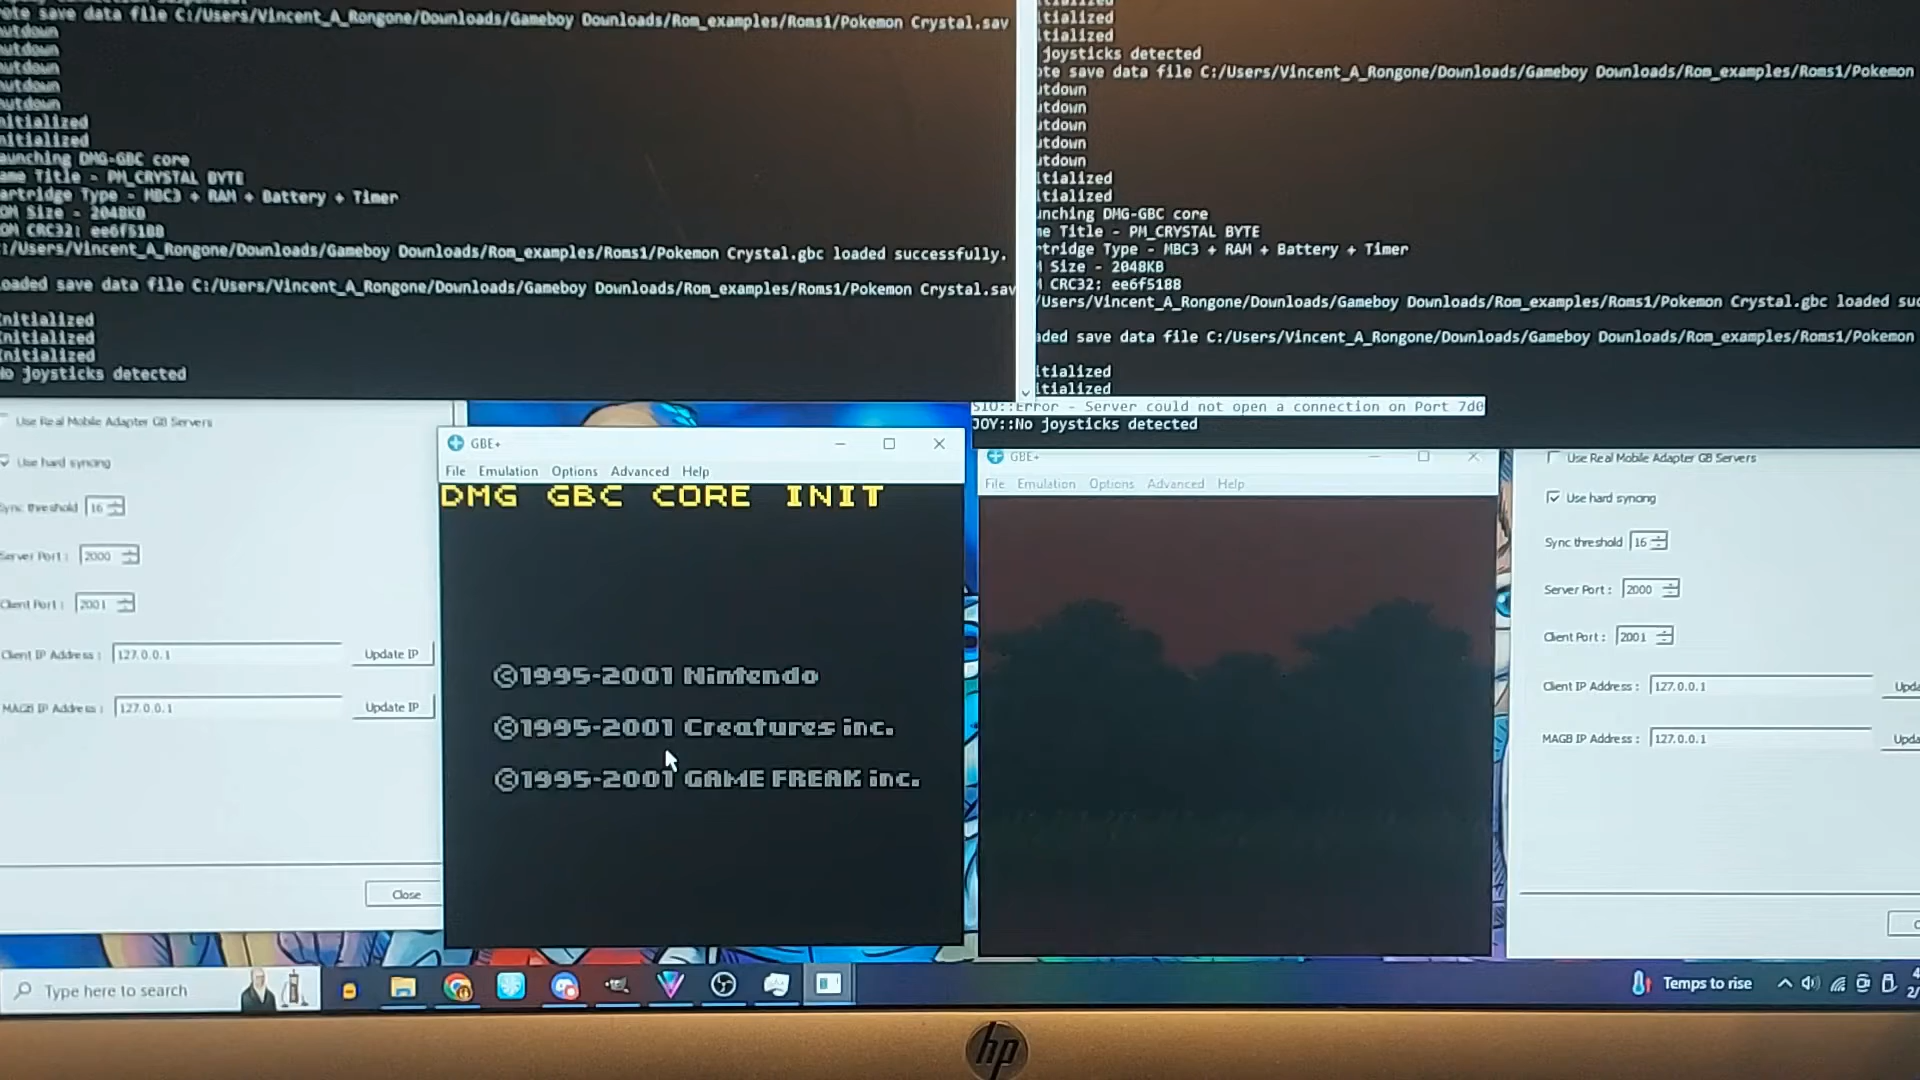 ote save data file C:/Users/Vincent_A_Rongone/Downloads/Gameboy Downloads/Rom_examples/Roms1/Pokemon Crystal.sav
utdown
utdown
utdown
utdown
utdown
nitialized
nitialized
aunching DMG-GBC core
ame Title - PM_CRYSTAL BYTE
artridge Type - MBC3 + RAM + Battery + Timer
OM Size - 2048KB
OM CRC32: ee6f5188
:/Users/Vincent_A_Rongone/Downloads/Gameboy Downloads/Rom_examples/Roms1/Pokemon Crystal.gbc loaded successfully.
oaded save data file C:/Users/Vincent_A_Rongone/Downloads/Gameboy Downloads/Rom_examples/Roms1/Pokemon Crystal.sav
nitialized
nitialized
nitialized
No joysticks detected
itialized
itialized
joysticks detected
ote save data file C:/Users/Vincent_A_Rongone/Downloads/Gameboy Downloads/Rom_examples/Roms1/Pokemon
utdown
utdown
utdown
utdown
utdown
itialized
itialized
unching DMG-GBC core
me Title - PM_CRYSTAL BYTE
rtridge Type - MBC3 + RAM + Battery + Timer
Size - 2048KB
CRC32: ee6f5188
/Users/Vincent_A_Rongone/Downloads/Gameboy Downloads/Rom_examples/Roms1/Pokemon Crystal.gbc loaded suc
aded save data file C:/Users/Vincent_A_Rongone/Downloads/Gameboy Downloads/Rom_examples/Roms1/Pokemon
itialized
itialized
SIO::Error - Server could not open a connection on Port 7d0
JOY::No joysticks detected
Use Real Mobile Adapter GB Servers
Use hard syncing
Sync threshold 16
Server Port : 2000
Client Port : 2001
Client IP Address : 127.0.0.1 Update IP
MAGB IP Address : 127.0.0.1 Update IP
Close
GBE+
File Emulation Options Advanced Help
DMG GBC CORE INIT
©1995-2001 Nintendo
©1995-2001 Creatures inc.
©1995-2001 GAME FREAK inc.
GBE+
File Emulation Options Advanced Help
Use Real Mobile Adapter GB Servers
Use hard syncing
Sync threshold 16
Server Port : 2000
Client Port : 2001
Client IP Address : 127.0.0.1 Upda
MAGB IP Address : 127.0.0.1 Upda
Type here to search
Temps to rise
hp